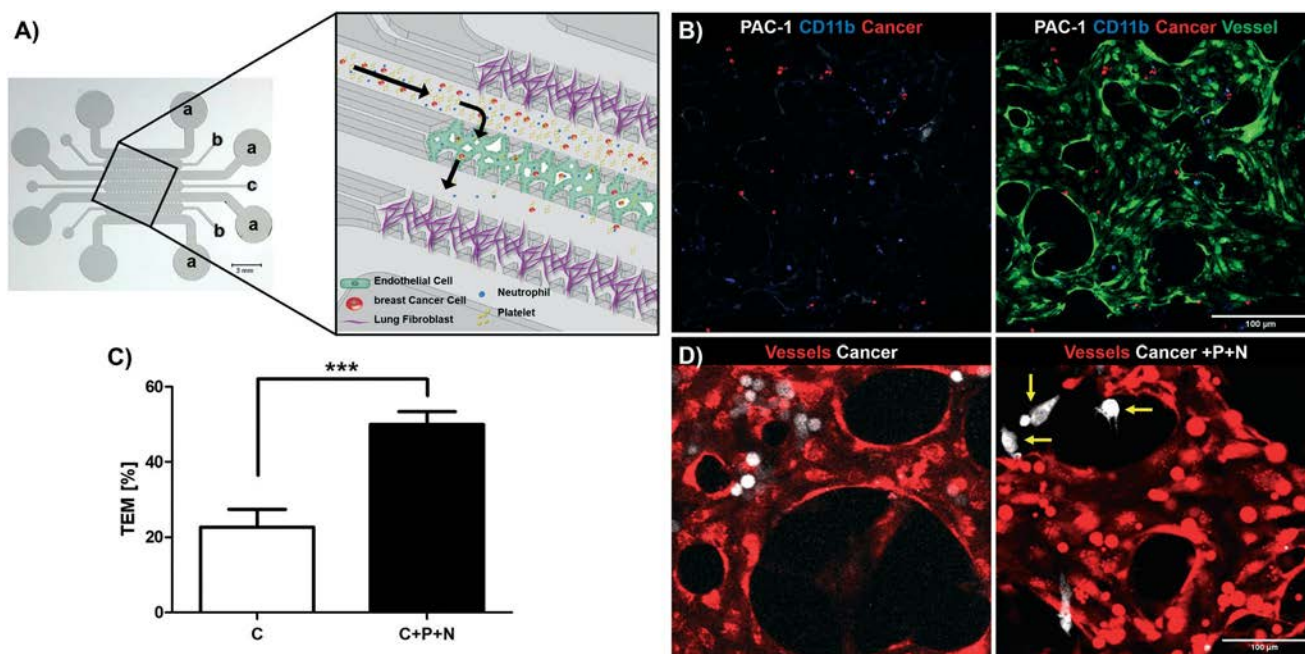 A)
a
b
a
c
a
b
a
3 mm
Endothelial Cell
breast Cancer Cell
Lung Fibroblast
Neutrophil
Platelet
B)
PAC-1 CD11b Cancer
PAC-1 CD11b Cancer Vessel
100 µm
C)
TEM [%]
60
40
20
0
***
C
C+P+N
D)
Vessels Cancer
Vessels Cancer +P+N
100 µm